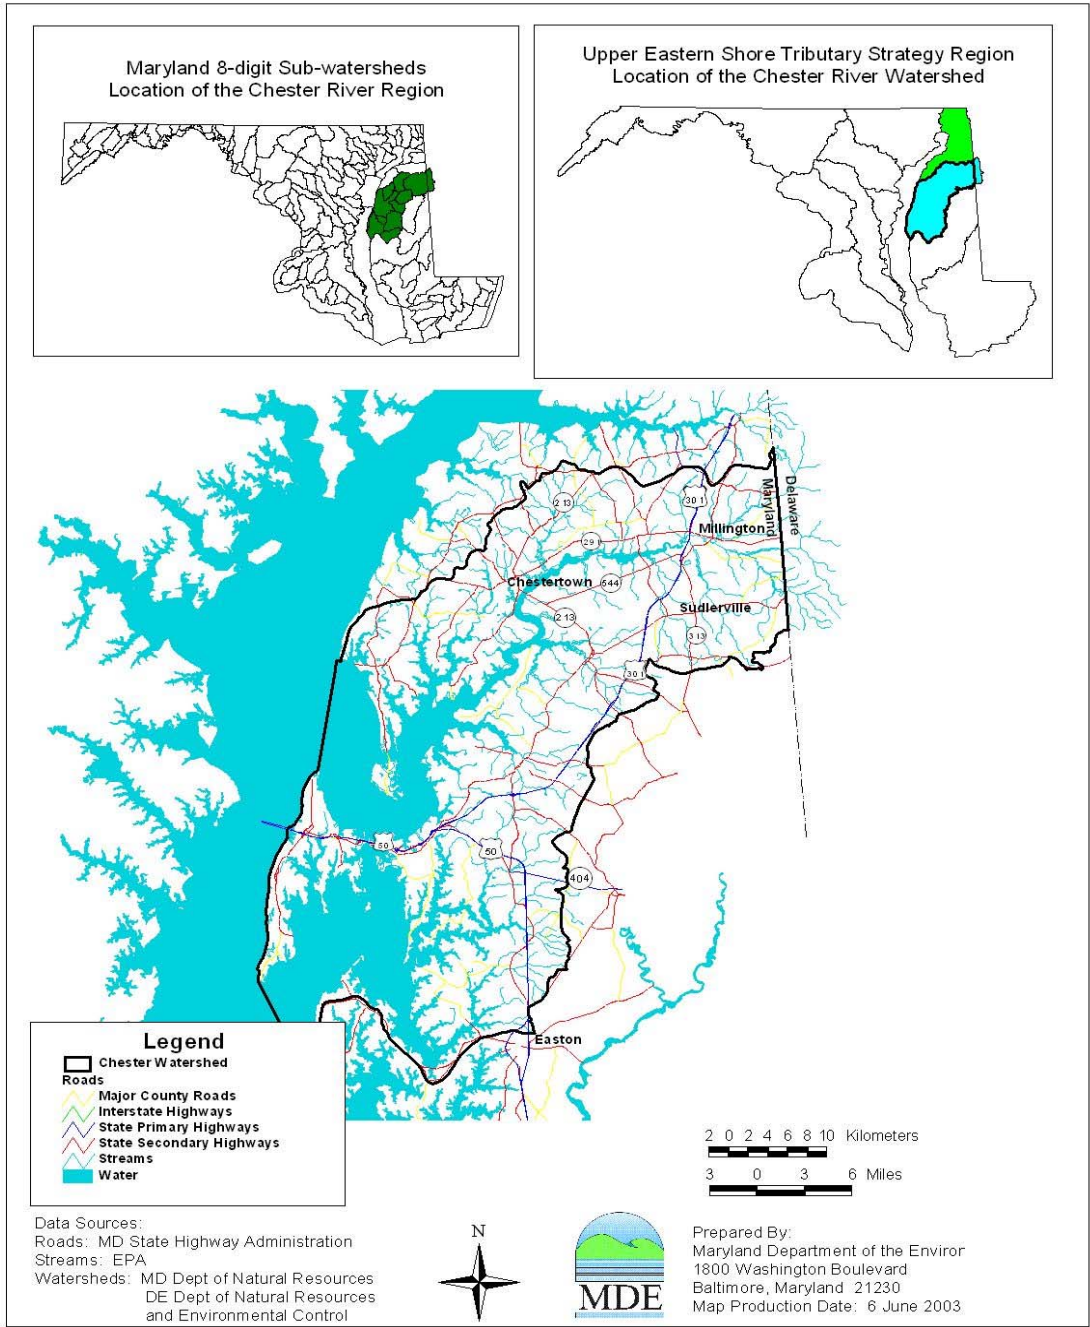 Maryland 8-digit Sub-watersheds
Location of the Chester River Region
Upper Eastern Shore Tributary Strategy Region
Location of the Chester River Watershed
213
301
Maryland
Delaware
Millington
291
Chestertown
544
Sudlerville
213
313
301
50
50
404
Easton
Legend
Chester Watershed
Roads
Major County Roads
Interstate Highways
State Primary Highways
State Secondary Highways
Streams
Water
2 0 2 4 6 8 10 Kilometers
3 0 3 6 Miles
Data Sources:
Roads: MD State Highway Administration
Streams: EPA
Watersheds: MD Dept of Natural Resources
DE Dept of Natural Resources
and Environmental Control
N
MDE
Prepared By:
Maryland Department of the Environ
1800 Washington Boulevard
Baltimore, Maryland 21230
Map Production Date: 6 June 2003